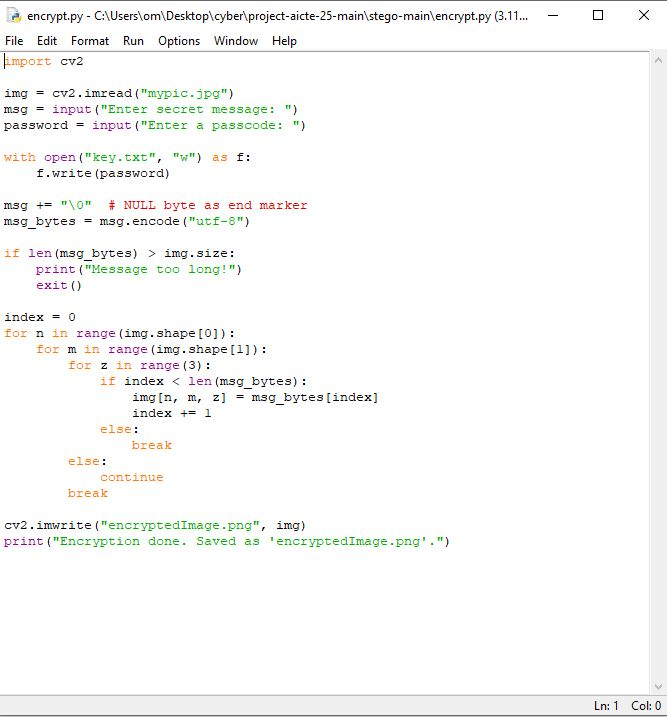 encrypt.py - C:\Users\om\Desktop\cyber\project-aicte-25-main\stego-main\encrypt.py (3.11...
File Edit Format Run Options Window Help
import cv2

img = cv2.imread("mypic.jpg")
msg = input("Enter secret message: ")
password = input("Enter a passcode: ")

with open("key.txt", "w") as f:
    f.write(password)

msg += "\0"  # NULL byte as end marker
msg_bytes = msg.encode("utf-8")

if len(msg_bytes) > img.size:
    print("Message too long!")
    exit()

index = 0
for n in range(img.shape[0]):
    for m in range(img.shape[1]):
        for z in range(3):
            if index < len(msg_bytes):
                img[n, m, z] = msg_bytes[index]
                index += 1
            else:
                break
        else:
            continue
        break

cv2.imwrite("encryptedImage.png", img)
print("Encryption done. Saved as 'encryptedImage.png'.")
Ln: 1 Col: 0